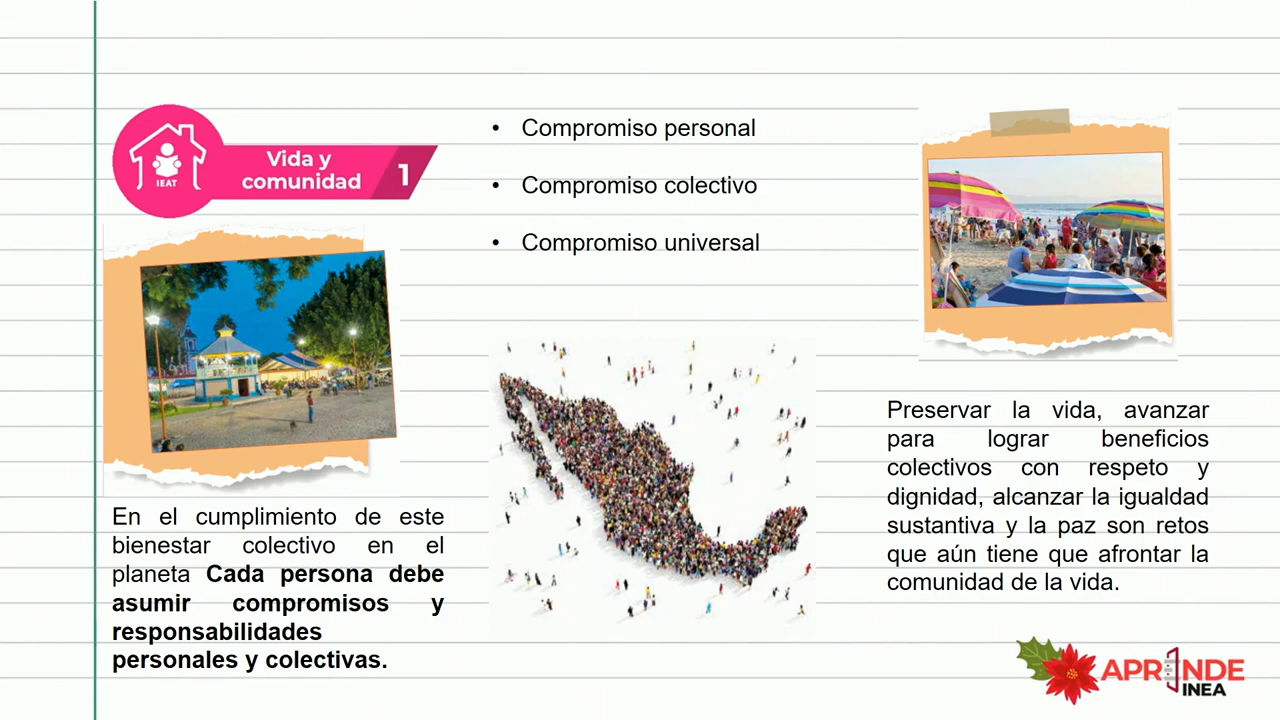 IEAT
Vida y
comunidad
1
• Compromiso personal
• Compromiso colectivo
• Compromiso universal
En el cumplimiento de este
bienestar colectivo en el
planeta Cada persona debe
asumir compromisos y
responsabilidades
personales y colectivas.
Preservar la vida, avanzar
para lograr beneficios
colectivos con respeto y
dignidad, alcanzar la igualdad
sustantiva y la paz son retos
que aún tiene que afrontar la
comunidad de la vida.
APRENDE
INEA